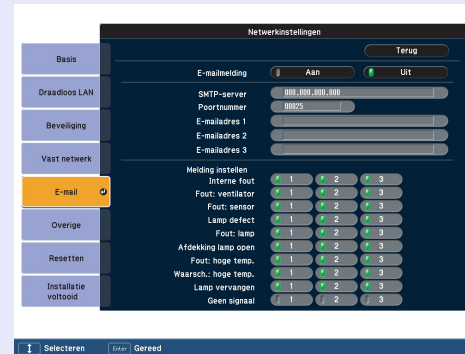 Netwerkinstellingen
Terug
Basis
Draadloos LAN
Beveiliging
Vast netwerk
E-mail
Overige
Resetten
Installatie
voltooid
E-mailmelding Aan Uit
SMTP-server 000.000.000.000
Poortnummer 00025
E-mailadres 1
E-mailadres 2
E-mailadres 3
Melding instellen
Interne fout 1 2 3
Fout: ventilator 1 2 3
Fout: sensor 1 2 3
Lamp defect 1 2 3
Fout: lamp 1 2 3
Afdekking lamp open 1 2 3
Fout: hoge temp. 1 2 3
Waarsch.: hoge temp. 1 2 3
Lamp vervangen 1 2 3
Geen signaal 1 2 3
Selecteren Enter Gereed